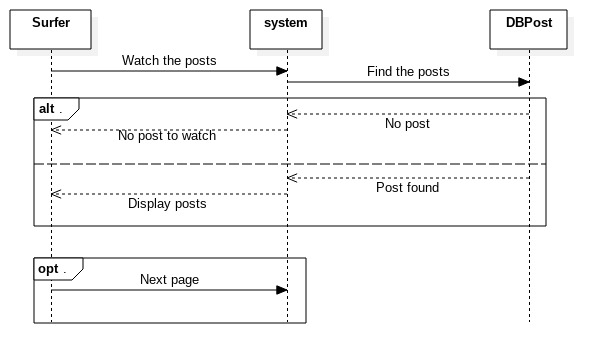 Surfer
system
DBPost
Watch the posts
Find the posts
alt .
No post
No post to watch
Post found
Display posts
opt .
Next page